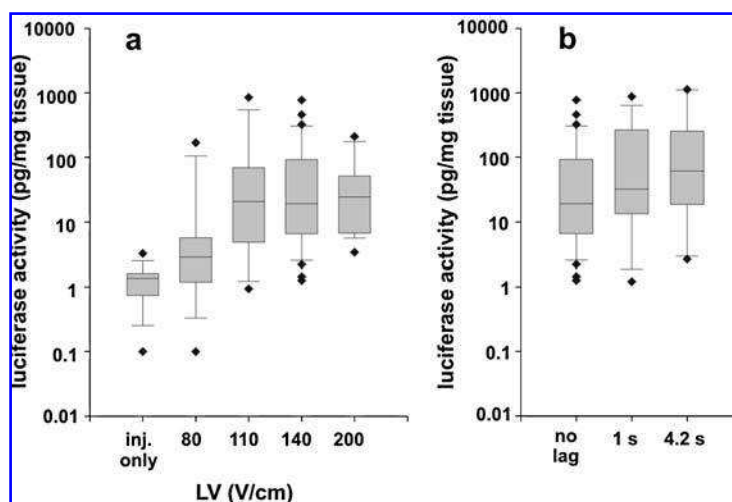 a
luciferase activity (pg/mg tissue)
10000
1000
100
10
1
0.1
0.01
inj. only
80
110
140
200
LV (V/cm)
b
luciferase activity (pg/mg tissue)
10000
1000
100
10
1
0.1
0.01
no lag
1 s
4.2 s